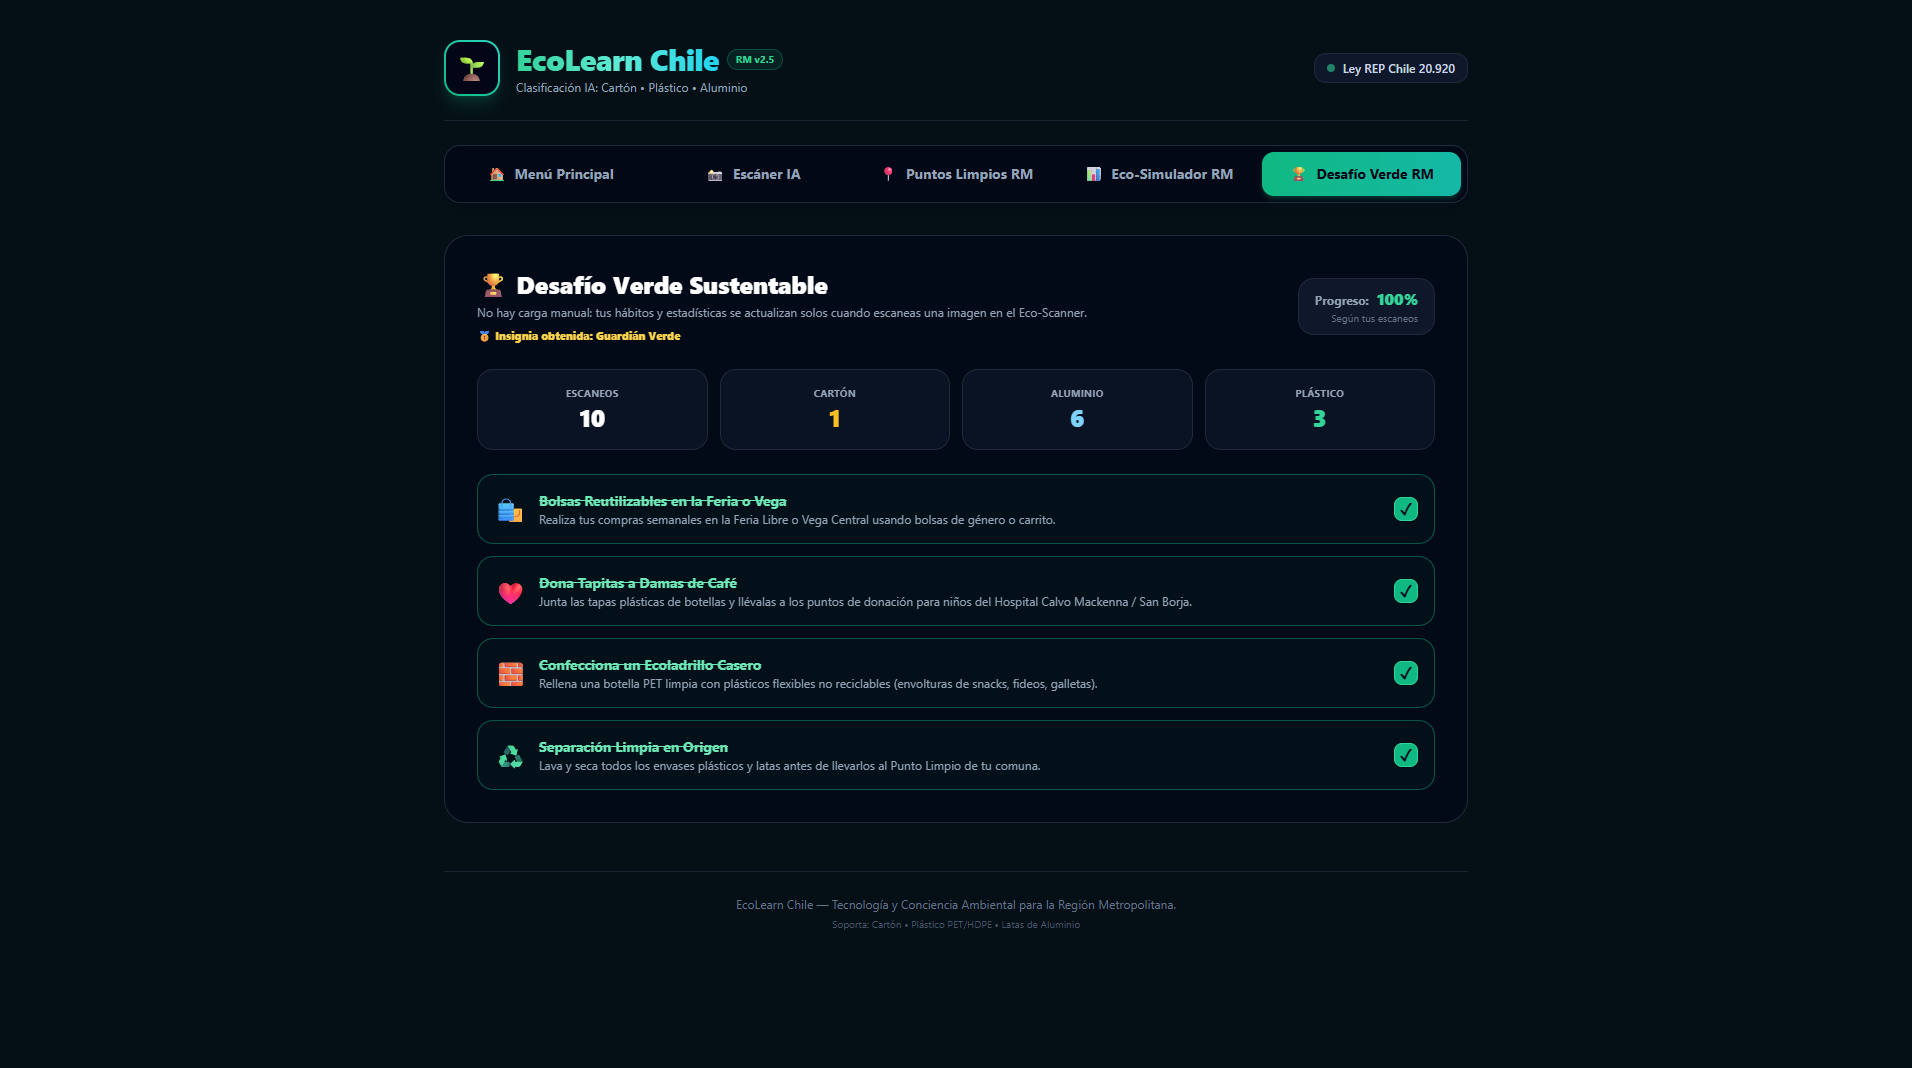 EcoLearn Chile RM v2.5
Clasificación IA: Cartón • Plástico • Aluminio
Ley REP Chile 20.920
Menú Principal
Escáner IA
Puntos Limpios RM
Eco-Simulador RM
Desafío Verde RM
Desafío Verde Sustentable
No hay carga manual: tus hábitos y estadísticas se actualizan solos cuando escaneas una imagen en el Eco-Scanner.
Insignia obtenida: Guardián Verde
Progreso: 100%
Según tus escaneos
ESCANEOS
10
CARTÓN
1
ALUMINIO
6
PLÁSTICO
3
Bolsas Reutilizables en la Feria o Vega
Realiza tus compras semanales en la Feria Libre o Vega Central usando bolsas de género o carrito.
Dona Tapitas a Damas de Café
Junta las tapas plásticas de botellas y llévalas a los puntos de donación para niños del Hospital Calvo Mackenna / San Borja.
Confecciona un Ecoladrillo Casero
Rellena una botella PET limpia con plásticos flexibles no reciclables (envolturas de snacks, fideos, galletas).
Separación Limpia en Origen
Lava y seca todos los envases plásticos y latas antes de llevarlos al Punto Limpio de tu comuna.
EcoLearn Chile — Tecnología y Conciencia Ambiental para la Región Metropolitana.
Soporta: Cartón • Plástico PET/HDPE • Latas de Aluminio